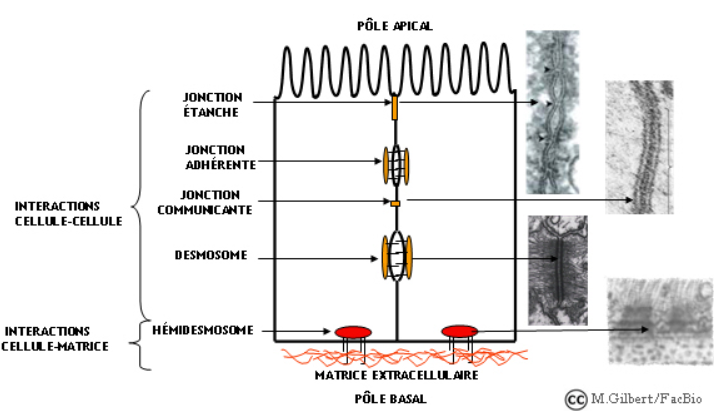 PÔLE APICAL
JONCTION
ÉTANCHE
JONCTION
ADHÉRENTE
JONCTION
COMMUNICANTE
INTERACTIONS
CELLULE-CELLULE
DESMOSOME
HÉMIDESMOSOME
INTERACTIONS
CELLULE-MATRICE
MATRICE EXTRACELLULAIRE
PÔLE BASAL
cc M.Gilbert/FacBio